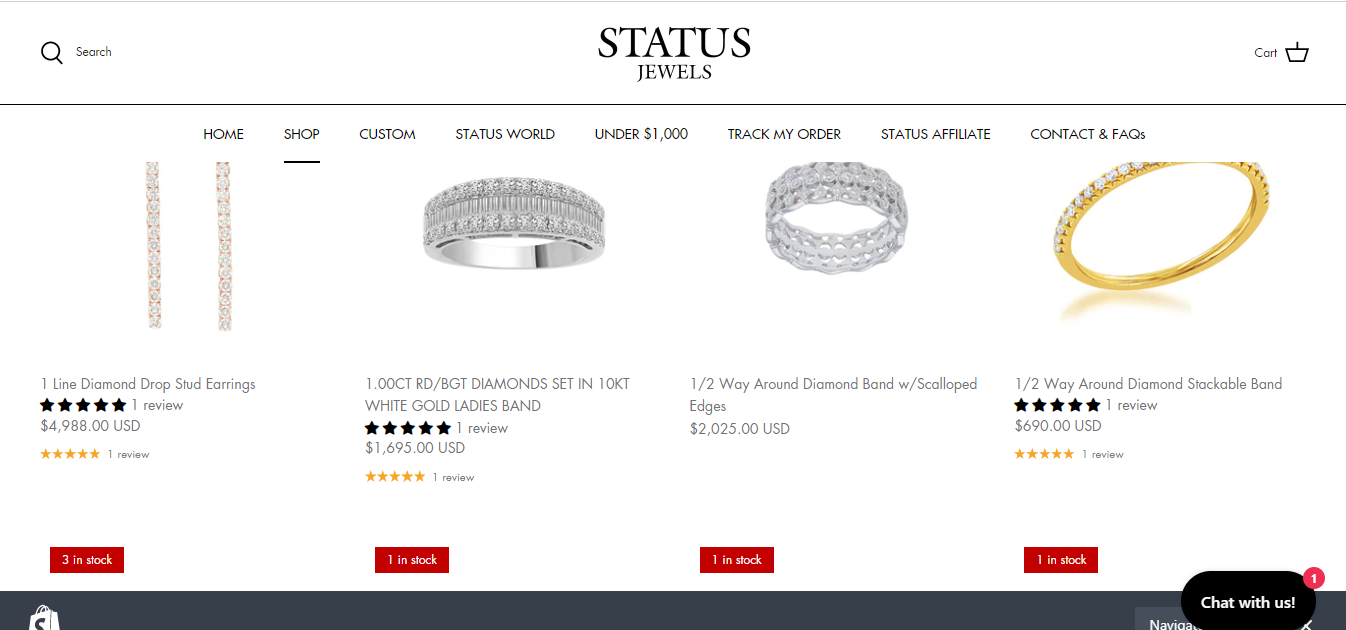 Search
STATUS
JEWELS
Cart
HOME SHOP CUSTOM STATUS WORLD UNDER $1,000 TRACK MY ORDER STATUS AFFILIATE CONTACT & FAQs
1 Line Diamond Drop Stud Earrings
1 review
$4,988.00 USD
1 review
1.00CT RD/BGT DIAMONDS SET IN 10KT
WHITE GOLD LADIES BAND
1 review
$1,695.00 USD
1 review
1/2 Way Around Diamond Band w/Scalloped
Edges
$2,025.00 USD
1/2 Way Around Diamond Stackable Band
1 review
$690.00 USD
1 review
3 in stock
1 in stock
1 in stock
1 in stock
1
Chat with us!